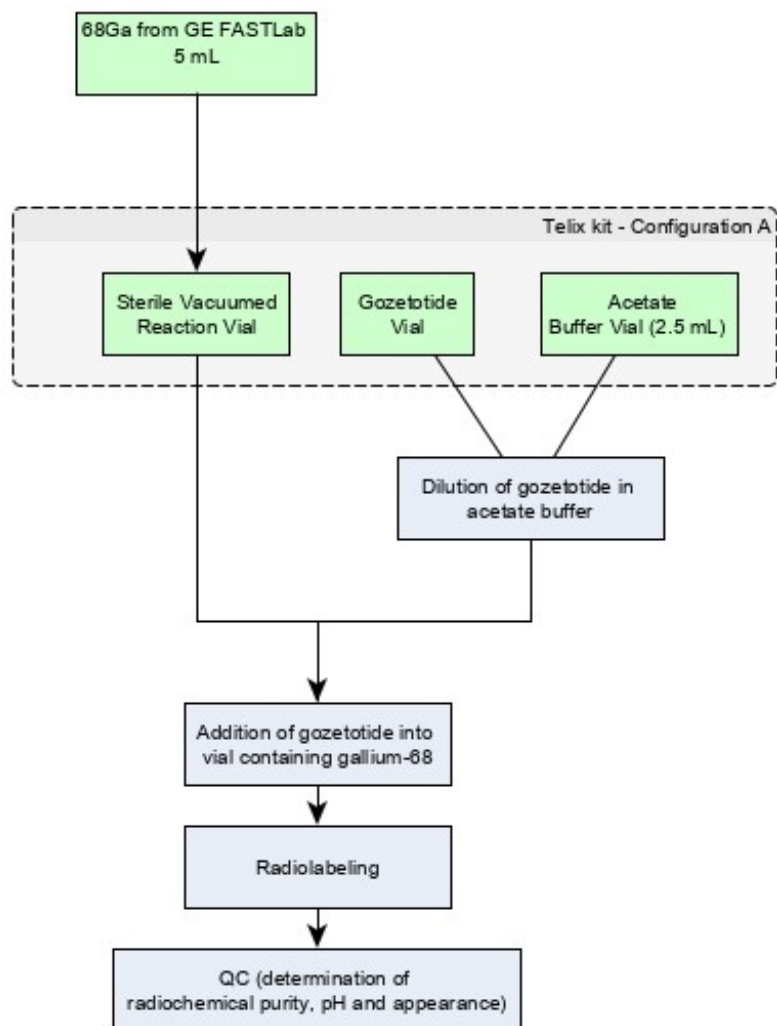 68Ga from GE FASTLab
5 mL
Telix kit - Configuration A
Sterile Vacuumed
Reaction Vial
Gozetotide
Vial
Acetate
Buffer Vial (2.5 mL)
Dilution of gozetotide in
acetate buffer
Addition of gozetotide into
vial containing gallium-68
Radiolabeling
QC (determination of
radiochemical purity, pH and appearance)